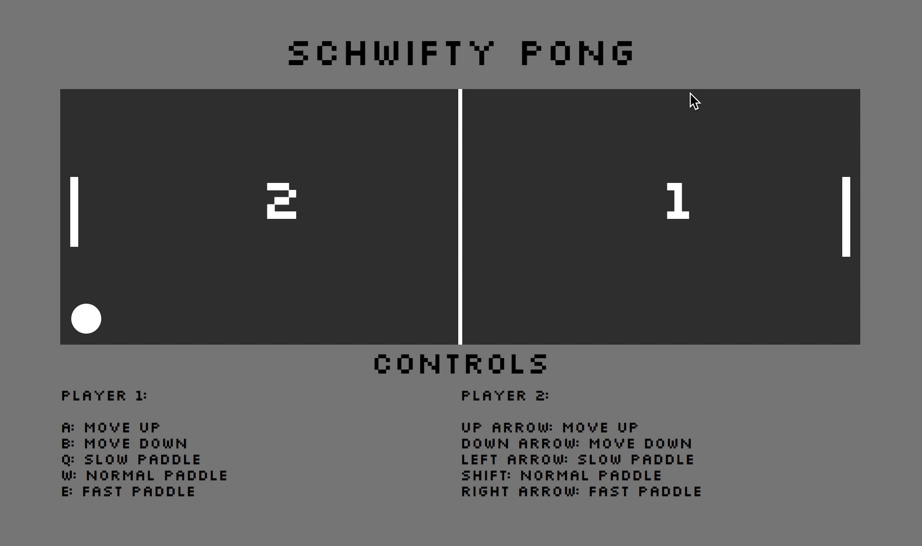 SCHWIFTY PONG
2
1
CONTROLS
PLAYER 1:
A: MOVE UP
B: MOVE DOWN
Q: SLOW PADDLE
W: NORMAL PADDLE
E: FAST PADDLE
PLAYER 2:
UP ARROW: MOVE UP
DOWN ARROW: MOVE DOWN
LEFT ARROW: SLOW PADDLE
SHIFT: NORMAL PADDLE
RIGHT ARROW: FAST PADDLE